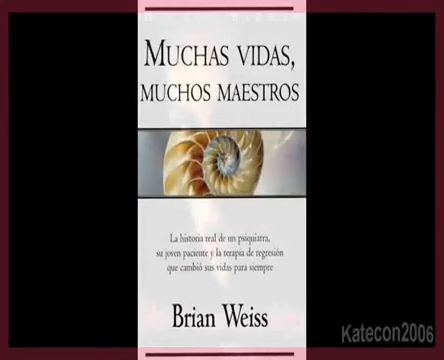 MUCHAS VIDAS,
MUCHOS MAESTROS
La historia real de un psiquiatra,
su joven paciente y la terapia de regresión
que cambió sus vidas para siempre
Brian Weiss
Katecon2006